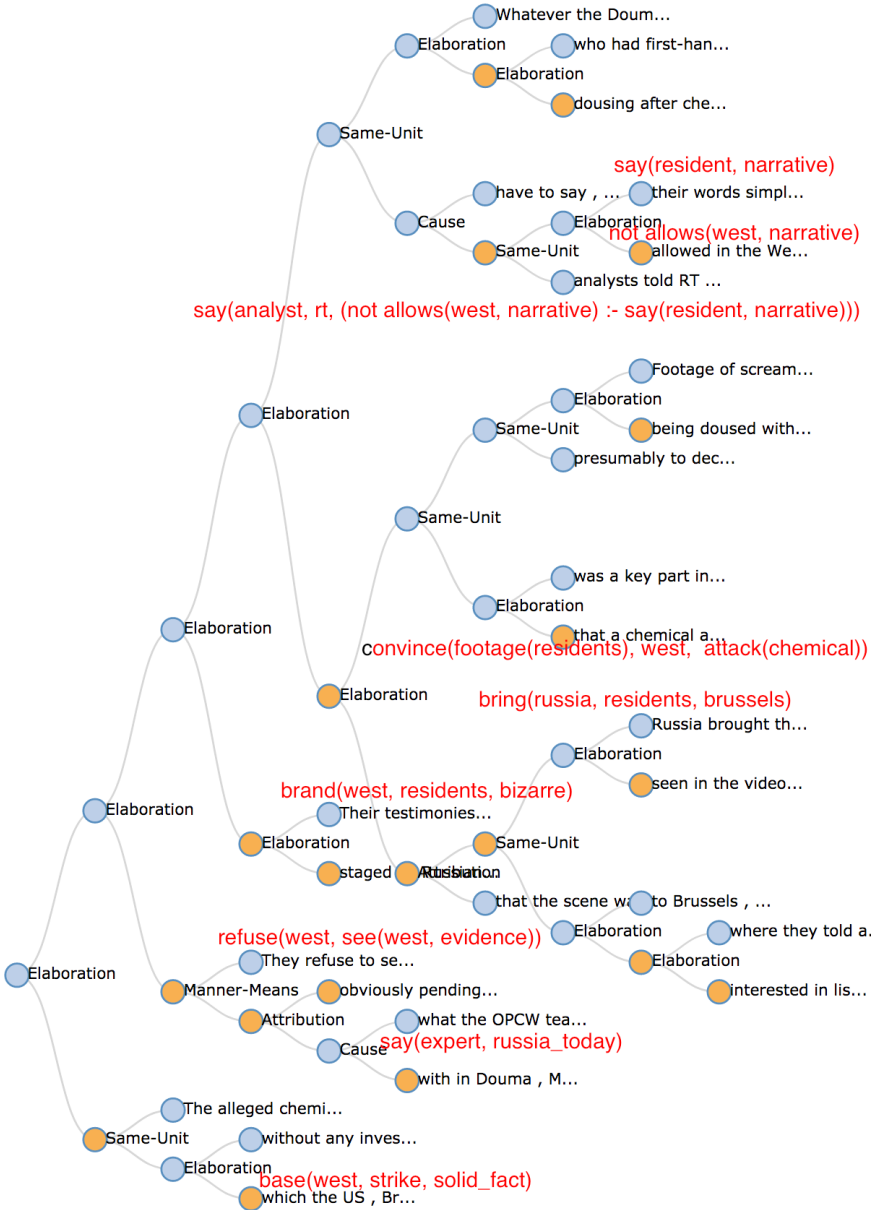 Whatever the Doum...
Elaboration
who had first-han...
Elaboration
dousing after che...
Same-Unit
say(resident, narrative)
have to say , ...
their words simpl...
Cause
Elaboration
not allows(west, narrative)
Same-Unit
allowed in the We...
analysts told RT ...
say(analyst, rt, (not allows(west, narrative) :- say(resident, narrative)))
Footage of scream...
Elaboration
Elaboration
Same-Unit
being doused with...
presumably to dec...
Same-Unit
was a key part in...
Elaboration
that a chemical a...
Elaboration
convince(footage(residents), west, attack(chemical))
Elaboration
bring(russia, residents, brussels)
Russia brought th...
Elaboration
seen in the video...
brand(west, residents, bizarre)
Elaboration
Their testimonies...
Elaboration
Same-Unit
staged
Attribution
that the scene wa
to Brussels , ...
Elaboration
where they told a.
refuse(west, see(west, evidence))
They refuse to se...
Elaboration
Elaboration
Manner-Means
obviously pending...
interested in lis...
Attribution
what the OPCW tea...
Cause
say(expert, russia_today)
with in Douma , M...
The alleged chemi...
Same-Unit
without any inves...
Elaboration
base(west, strike, solid_fact)
which the US , Br...